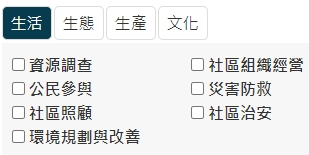 生活 生態 生產 文化
資源調查 社區組織經營
公民參與 災害防救
社區照顧 社區治安
環境規劃與改善